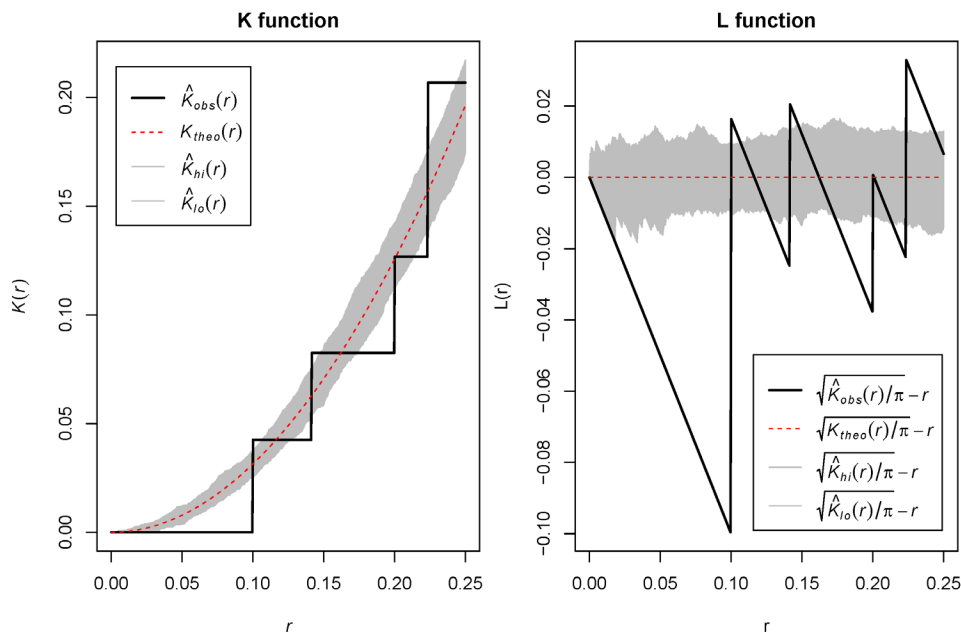 K function
K̂obs(r)
Ktheo(r)
K̂hi(r)
K̂lo(r)
K(r)
0.00 0.05 0.10 0.15 0.20
0.00 0.05 0.10 0.15 0.20 0.25
r
L function
L(r)
0.02
0.00
−0.02
−0.04
−0.06
−0.08
−0.10
√K̂obs(r)/π − r
√Ktheo(r)/π − r
√K̂hi(r)/π − r
√K̂lo(r)/π − r
0.00 0.05 0.10 0.15 0.20 0.25
r